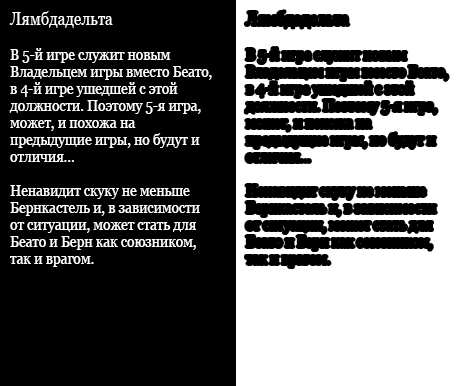 Лямбдадельта
В 5-й игре служит новым
Владельцем игры вместо Беато,
в 4-й игре ушедшей с этой
должности. Поэтому 5-я игра,
может, и похожа на
предыдущие игры, но будут и
отличия...
Ненавидит скуку не меньше
Бернкастель и, в зависимости
от ситуации, может стать для
Беато и Берн как союзником,
так и врагом.
Лямбдадельта
В 5-й игре служит новым
Владельцем игры вместо Беато,
в 4-й игре ушедшей с этой
должности. Поэтому 5-я игра,
может, и похожа на
предыдущие игры, но будут и
отличия...
Ненавидит скуку не меньше
Бернкастель и, в зависимости
от ситуации, может стать для
Беато и Берн как союзником,
так и врагом.